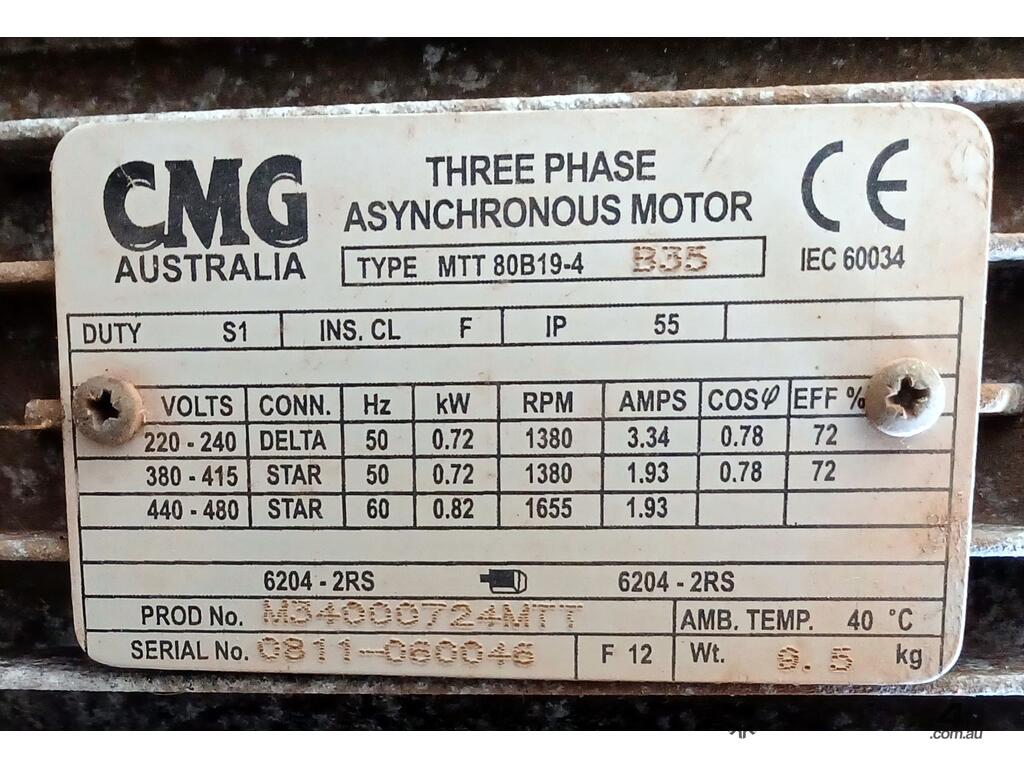 CMG
AUSTRALIA
THREE PHASE
ASYNCHRONOUS MOTOR
TYPE MTT 80B19-4 B35
CE
IEC 60034
DUTY S1 INS. CL F IP 55
VOLTS CONN. Hz kW RPM AMPS COSφ EFF %
220 - 240 DELTA 50 0.72 1380 3.34 0.78 72
380 - 415 STAR 50 0.72 1380 1.93 0.78 72
440 - 480 STAR 60 0.82 1655 1.93
6204 - 2RS 6204 - 2RS
PROD No. M34000724MTT AMB. TEMP. 40 °C
SERIAL No. 0811-060046 F 12 Wt. kg
.com.au